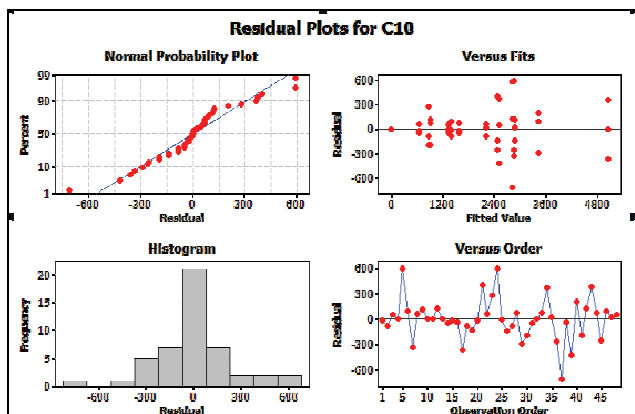 Residual Plots for C10
Normal Probability Plot
99
90
50
10
1
Percent
-600 -300 0 300 600
Residual
Versus Fits
600
300
0
-300
-600
Residual
0 1200 2400 3600 4800
Fitted Value
Histogram
20
15
10
5
0
Frequency
-600 -300 0 300 600
Residual
Versus Order
600
300
0
-300
-600
Residual
1 5 10 15 20 25 30 35 40 45
Observation Order